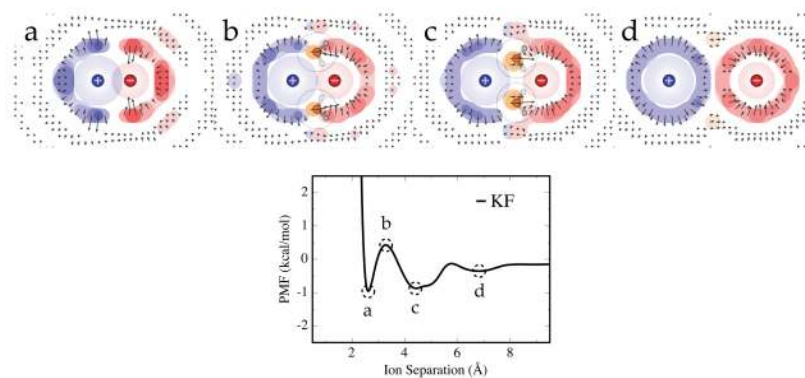 a b c d
+ − + − + − + −
2
1
0
-1
-2
PMF (kcal/mol)
KF
a
b
c
d
2 4 6 8
Ion Separation (Å)